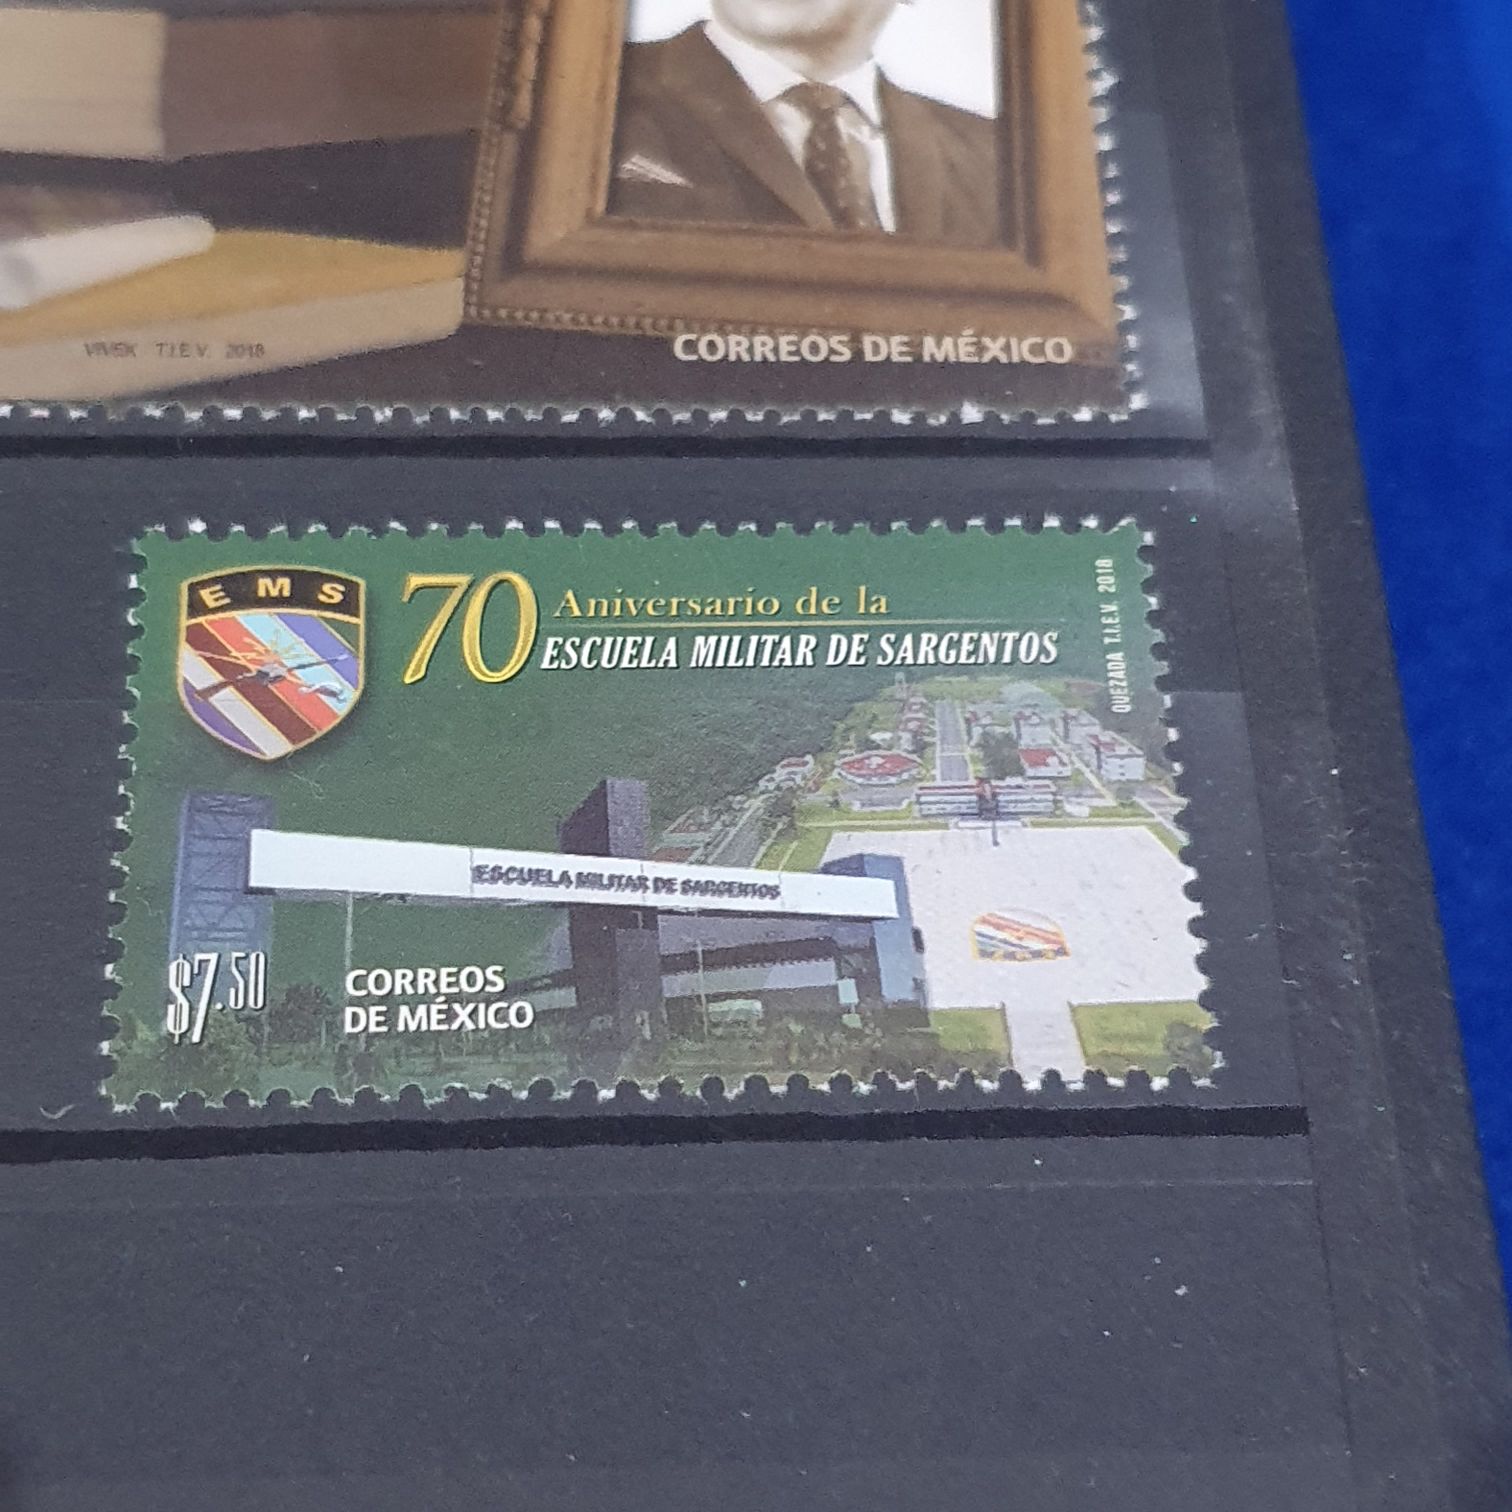 VIVEK T.I.E.V. 2018
CORREOS DE MÉXICO
EMS
70 Aniversario de la
ESCUELA MILITAR DE SARGENTOS
QUEZADA T.I.E.V. 2018
ESCUELA MILITAR DE SARGENTOS
$7.50
CORREOS
DE MÉXICO